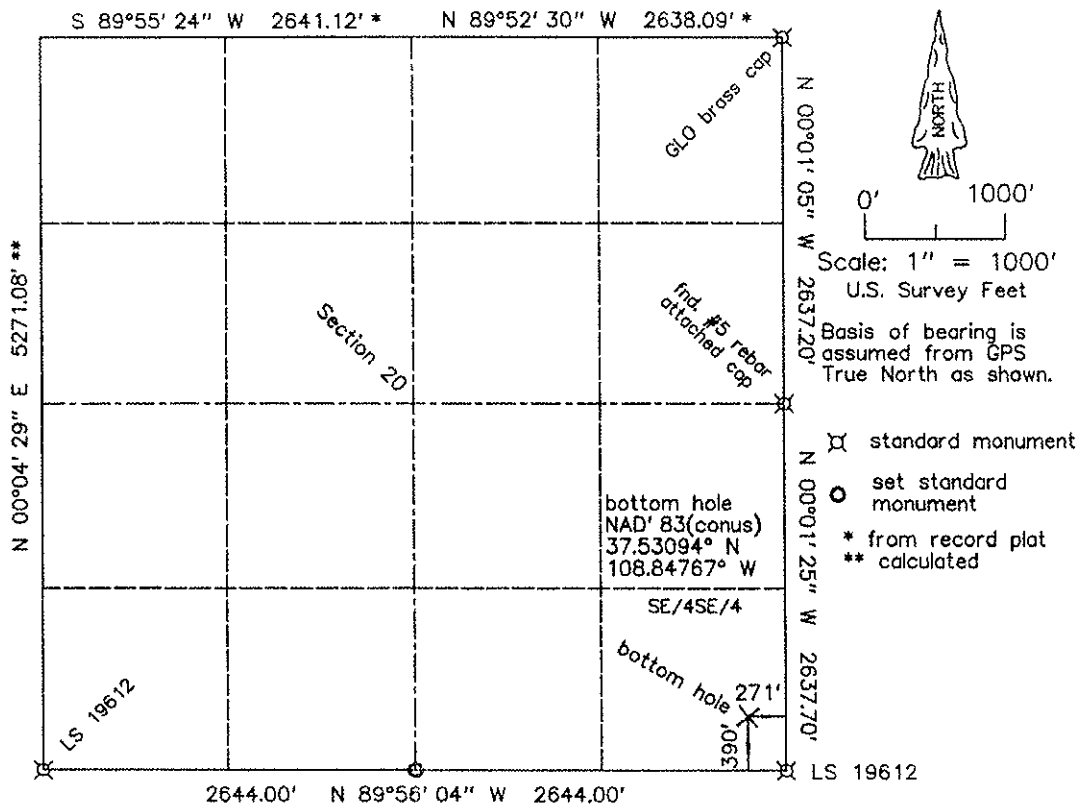 S 89°55' 24" W 2641.12' *
N 89°52' 30" W 2638.09' *
GLO brass cap
N 00°01' 05" W 2637.20'
NORTH
0' 1000'
Scale: 1" = 1000'
U.S. Survey Feet
Basis of bearing is
assumed from GPS
True North as shown.
N 00°04' 29" E 5271.08' **
Section 20
fnd. #5 rebar
attached cap
standard monument
set standard
monument
* from record plat
** calculated
bottom hole
NAD' 83(conus)
37.53094° N
108.84767° W
N 00°01' 25" W 2637.70'
SE/4SE/4
bottom hole
271'
390'
LS 19612
LS 19612
2644.00' N 89°56' 04" W 2644.00'